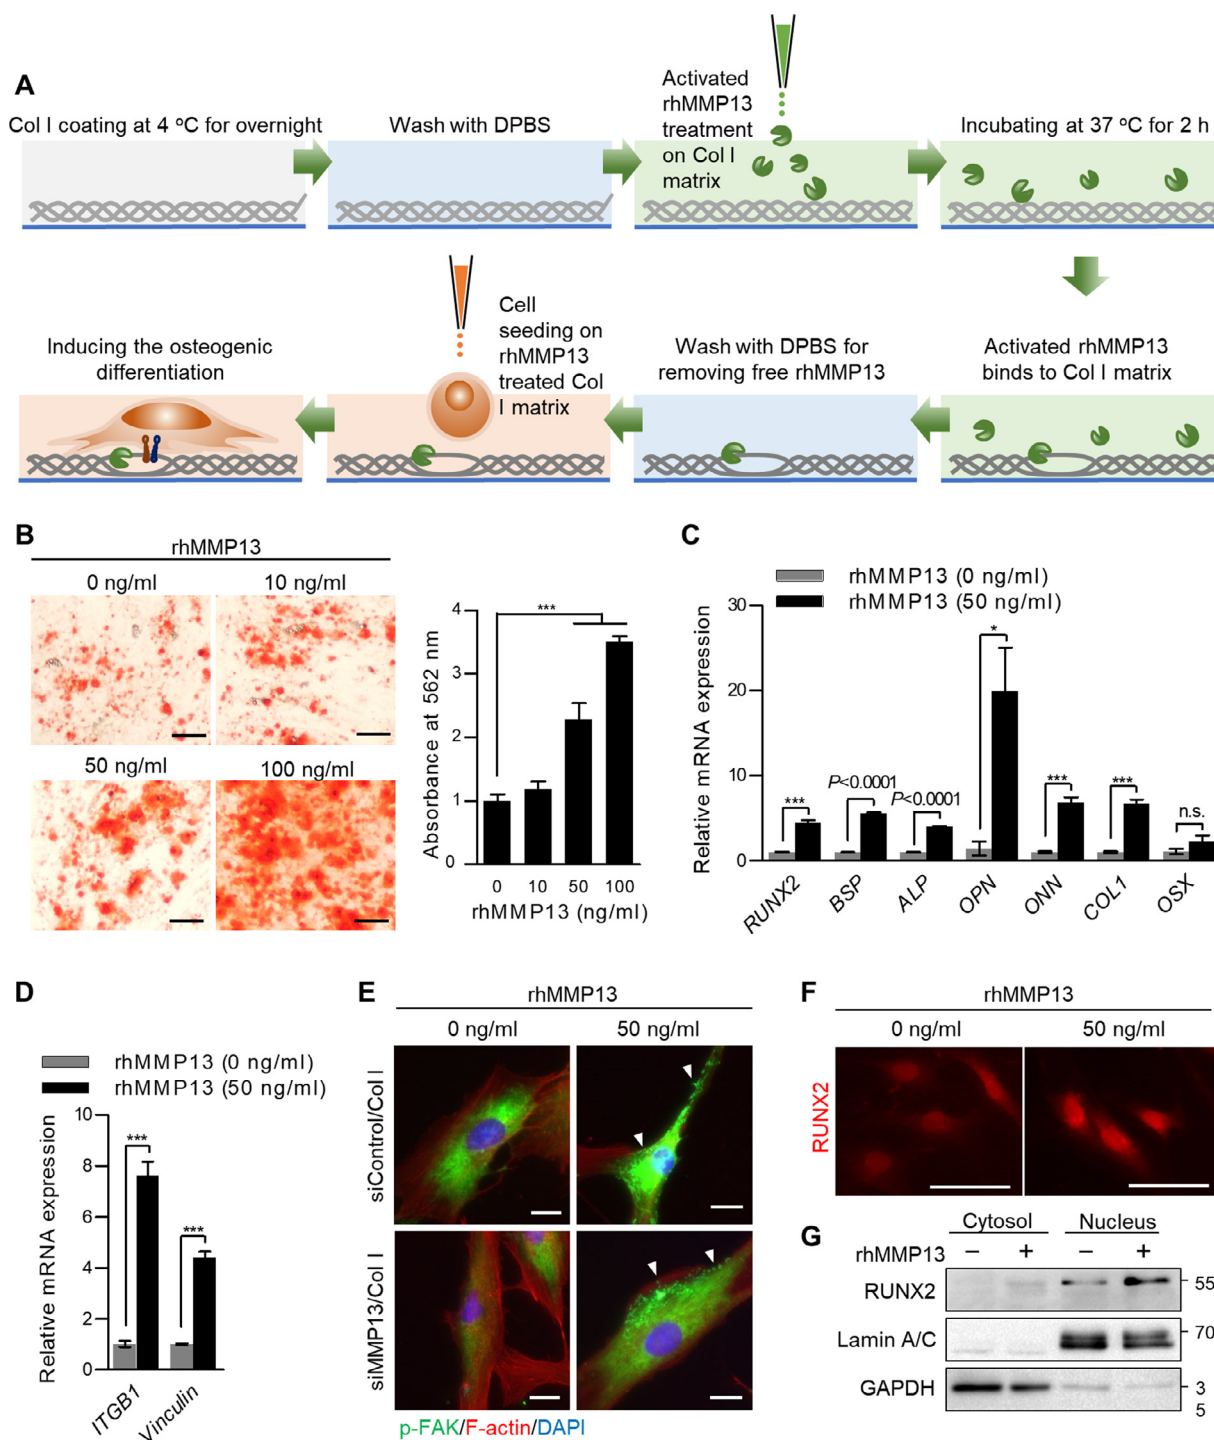 A
Col I coating at 4 °C for overnight
Wash with DPBS
Activated
rhMMP13
treatment
on Col I
matrix
Incubating at 37 °C for 2 h
Inducing the osteogenic
differentiation
Cell
seeding on
rhMMP13
treated Col
I matrix
Wash with DPBS for
removing free rhMMP13
Activated rhMMP13
binds to Col I matrix
B
rhMMP13
0 ng/ml 10 ng/ml
50 ng/ml 100 ng/ml
Absorbance at 562 nm
4
3
2
1
0
***
0 10 50 100
rhMMP13 (ng/ml)
C
rhMMP13 (0 ng/ml)
rhMMP13 (50 ng/ml)
Relative mRNA expression
30
20
10
0
***
P<0.0001
P<0.0001
*
***
***
n.s.
RUNX2 BSP ALP OPN ONN COL1 OSX
D
rhMMP13 (0 ng/ml)
rhMMP13 (50 ng/ml)
Relative mRNA expression
10
8
6
4
2
0
***
***
ITGB1 Vinculin
E
rhMMP13
0 ng/ml 50 ng/ml
siControl/Col I
siMMP13/Col I
p-FAK/F-actin/DAPI
F
rhMMP13
0 ng/ml 50 ng/ml
RUNX2
G
Cytosol Nucleus
rhMMP13 − + − +
RUNX2 55
Lamin A/C 70
GAPDH 3
5